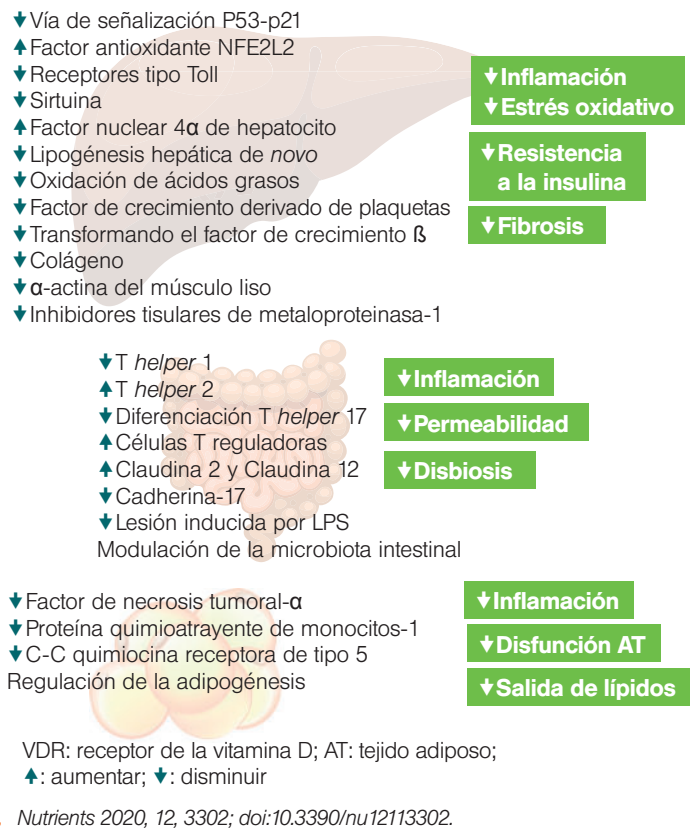 ↓Vía de señalización P53-p21
↑Factor antioxidante NFE2L2
↓Receptores tipo Toll
↓Sirtuina
↑Factor nuclear 4α de hepatocito
↓Lipogénesis hepática de novo
↓Oxidación de ácidos grasos
↓Factor de crecimiento derivado de plaquetas
↓Transformando el factor de crecimiento ß
↓Colágeno
↓α-actina del músculo liso
↓Inhibidores tisulares de metaloproteinasa-1
↓Inflamación
↓Estrés oxidativo
↓Resistencia
a la insulina
↓Fibrosis
↓T helper 1
↑T helper 2
↓Diferenciación T helper 17
↑Células T reguladoras
↑Claudina 2 y Claudina 12
↓Cadherina-17
↓Lesión inducida por LPS
Modulación de la microbiota intestinal
↓Inflamación
↓Permeabilidad
↓Disbiosis
↓Factor de necrosis tumoral-α
↓Proteína quimioatrayente de monocitos-1
↓C-C quimiocina receptora de tipo 5
Regulación de la adipogénesis
↓Inflamación
↓Disfunción AT
↓Salida de lípidos
VDR: receptor de la vitamina D; AT: tejido adiposo;
↑: aumentar; ↓: disminuir
Nutrients 2020, 12, 3302; doi:10.3390/nu12113302.